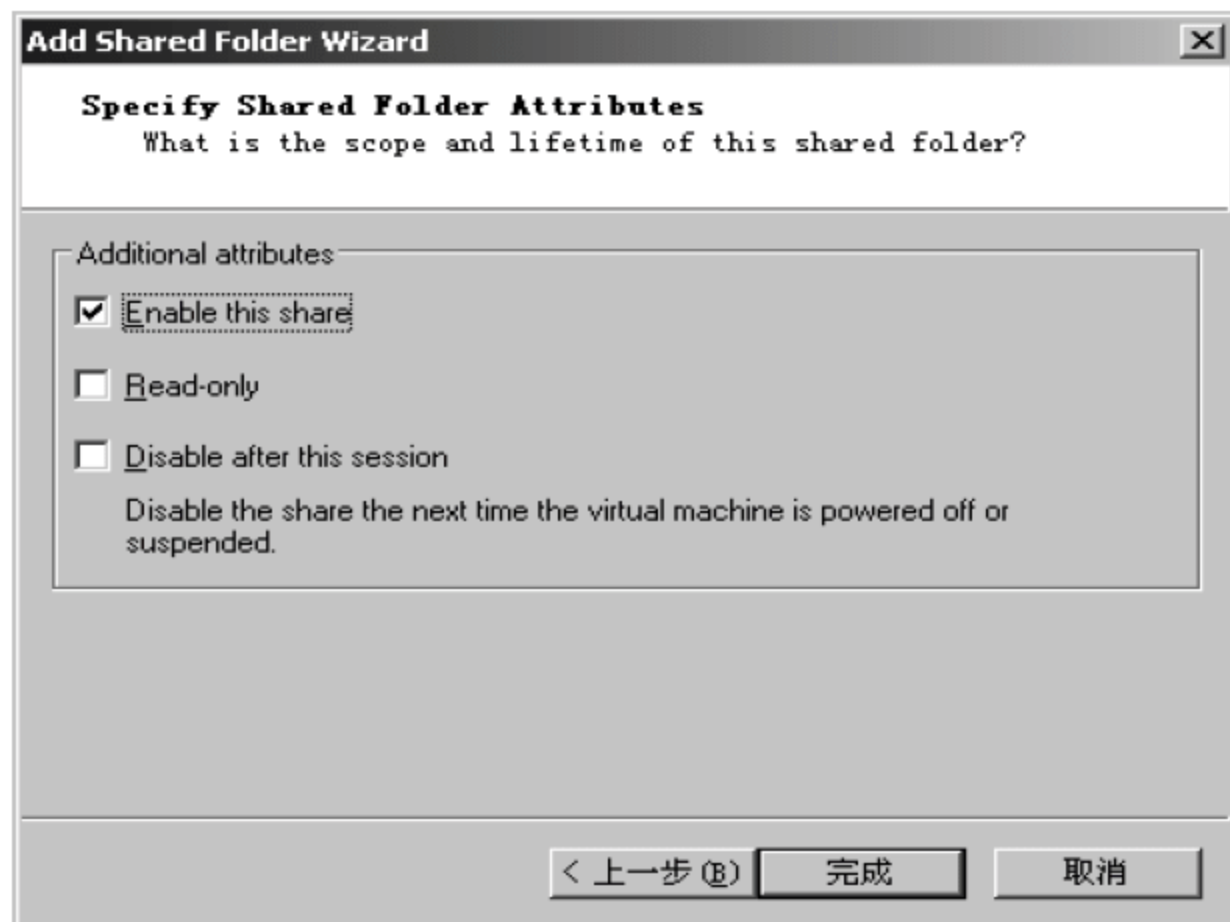 Add Shared Folder Wizard
Specify Shared Folder Attributes
What is the scope and lifetime of this shared folder?
Additional attributes
Enable this share
Read-only
Disable after this session
Disable the share the next time the virtual machine is powered off or
suspended.
< 上一步(B) 完成 取消